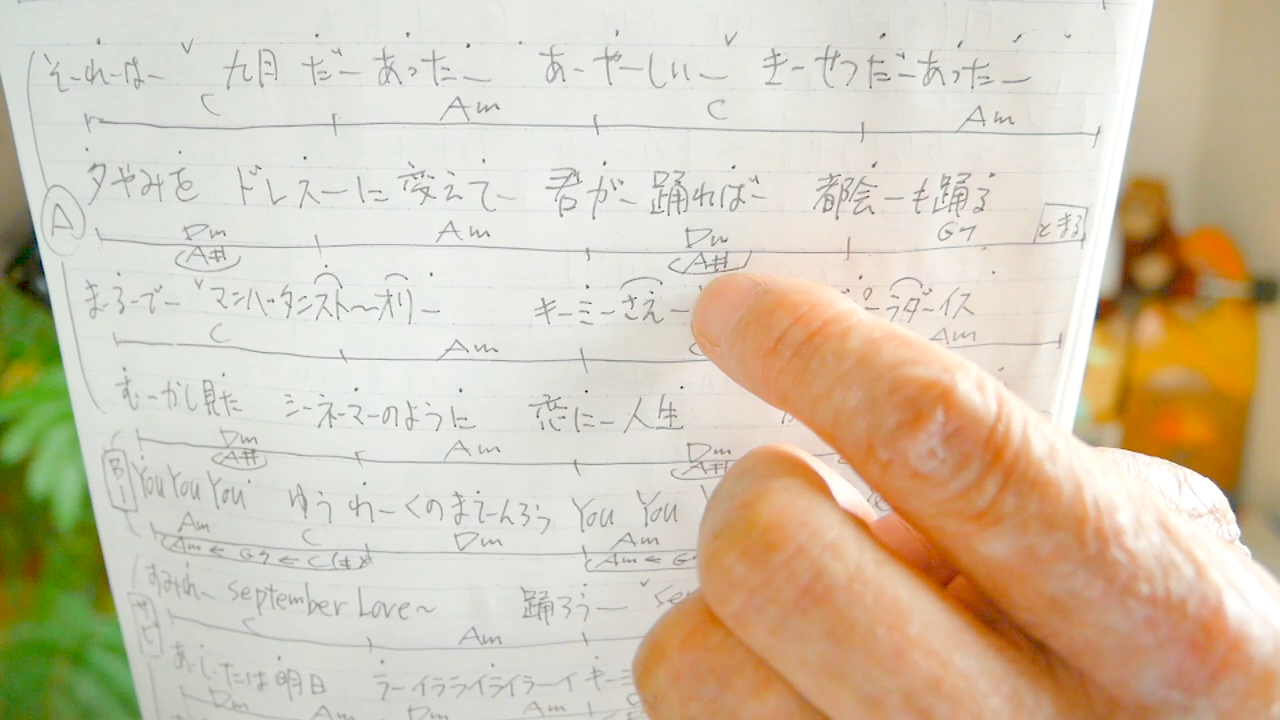 そーれーは－ ∨ 九月 だーあったー あーやーしぃー ∨ きーせつだーあったー
C Am C Am
夕やみを ドレスーに 変えてー 君がー 踊ればー 都会ーも踊る
Dm Am Dm G7 とまる
(A#) (A#)
A
まーるーでー ∨マンハッタンスト〜オリー キーミーさえー パーラダーイス
C Am Am
むーかし見た シーネーマーのように 恋にー人生
Dm Am Dm
(A#) (A#)
B1 You You You ゆうわーくのまえーんろう You You
Am C Dm Am
Am ← G7 ← C(キ) Am ←
サビ すみれー September Love～ 踊ろうー ∨
C Am
あーしたは明日 ラーイラライライラーイ キー
Dm Am Dm Am